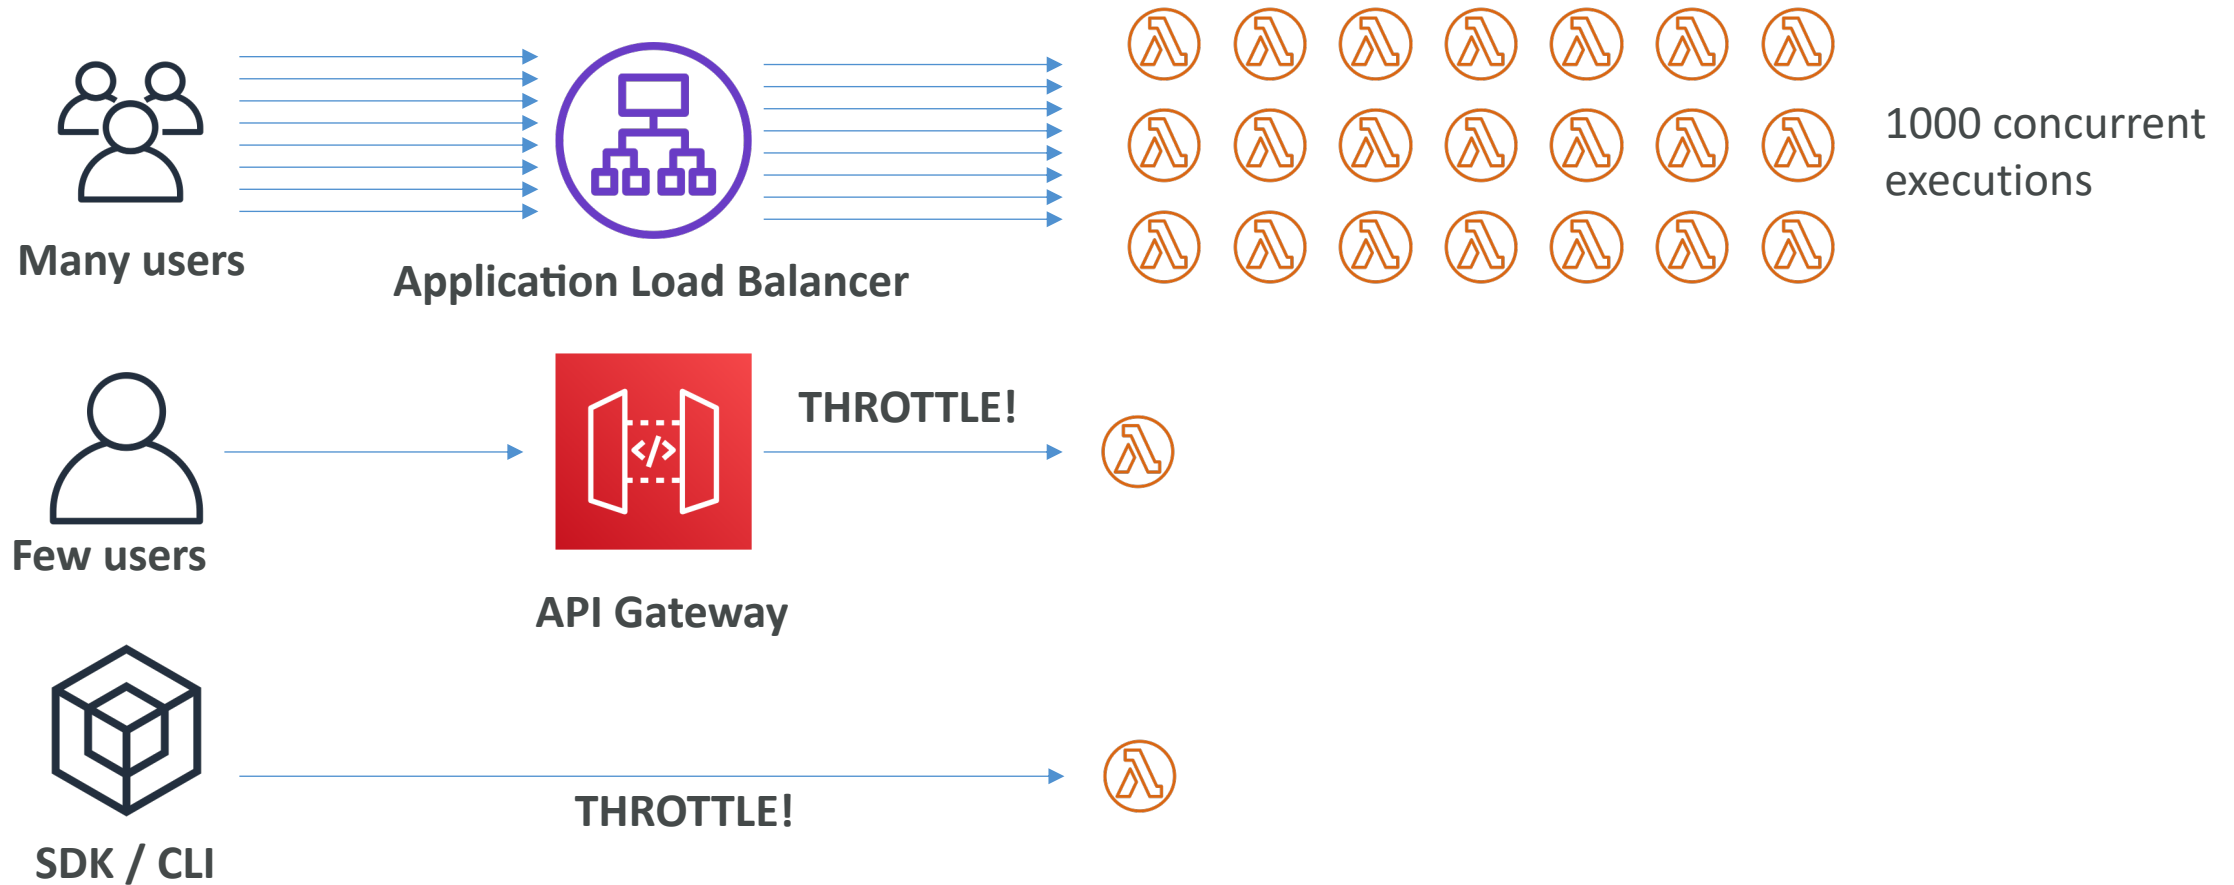 1000 concurrent
executions
Many users
Application Load Balancer
THROTTLE!
</>
Few users
API Gateway
THROTTLE!
SDK / CLI